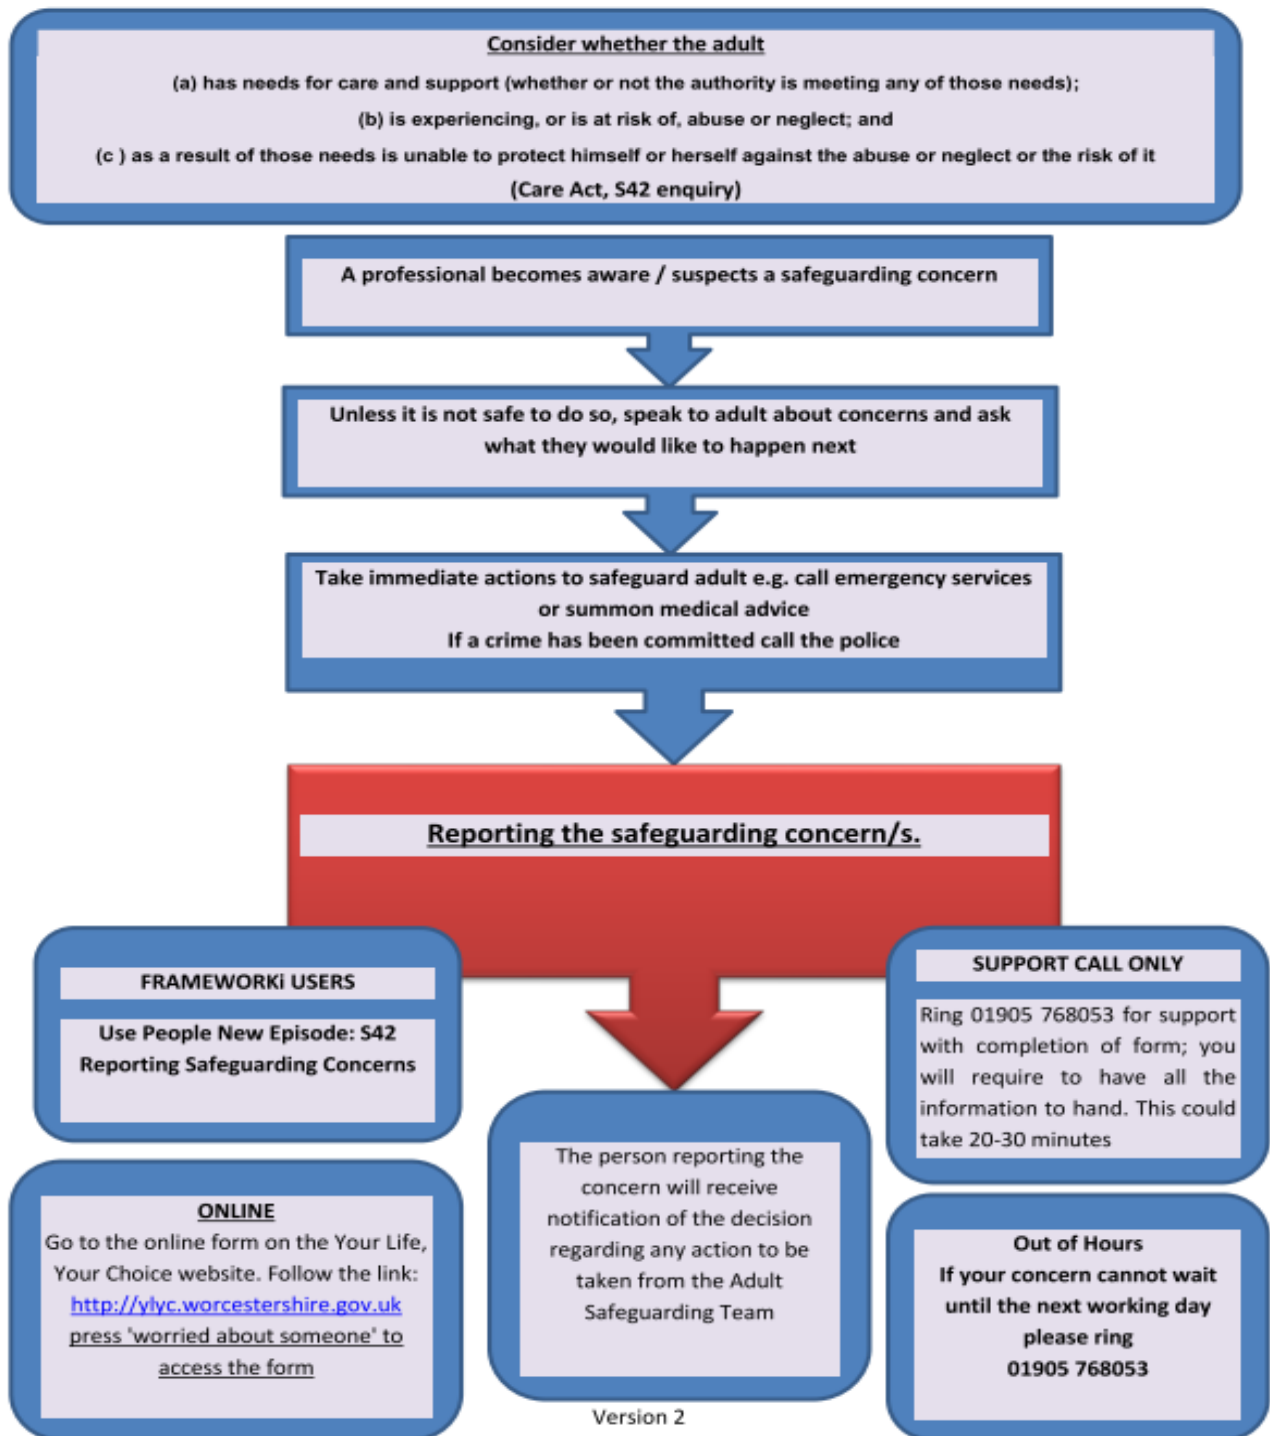 Consider whether the adult
(a) has needs for care and support (whether or not the authority is meeting any of those needs);
(b) is experiencing, or is at risk of, abuse or neglect; and
(c ) as a result of those needs is unable to protect himself or herself against the abuse or neglect or the risk of it
(Care Act, S42 enquiry)
A professional becomes aware / suspects a safeguarding concern
Unless it is not safe to do so, speak to adult about concerns and ask
what they would like to happen next
Take immediate actions to safeguard adult e.g. call emergency services
or summon medical advice
If a crime has been committed call the police
Reporting the safeguarding concern/s.
FRAMEWORKi USERS
Use People New Episode: S42
Reporting Safeguarding Concerns
ONLINE
Go to the online form on the Your Life,
Your Choice website. Follow the link:
http://ylyc.worcestershire.gov.uk
press 'worried about someone' to
access the form
The person reporting the
concern will receive
notification of the decision
regarding any action to be
taken from the Adult
Safeguarding Team
SUPPORT CALL ONLY
Ring 01905 768053 for support
with completion of form; you
will require to have all the
information to hand. This could
take 20-30 minutes
Out of Hours
If your concern cannot wait
until the next working day
please ring
01905 768053
Version 2